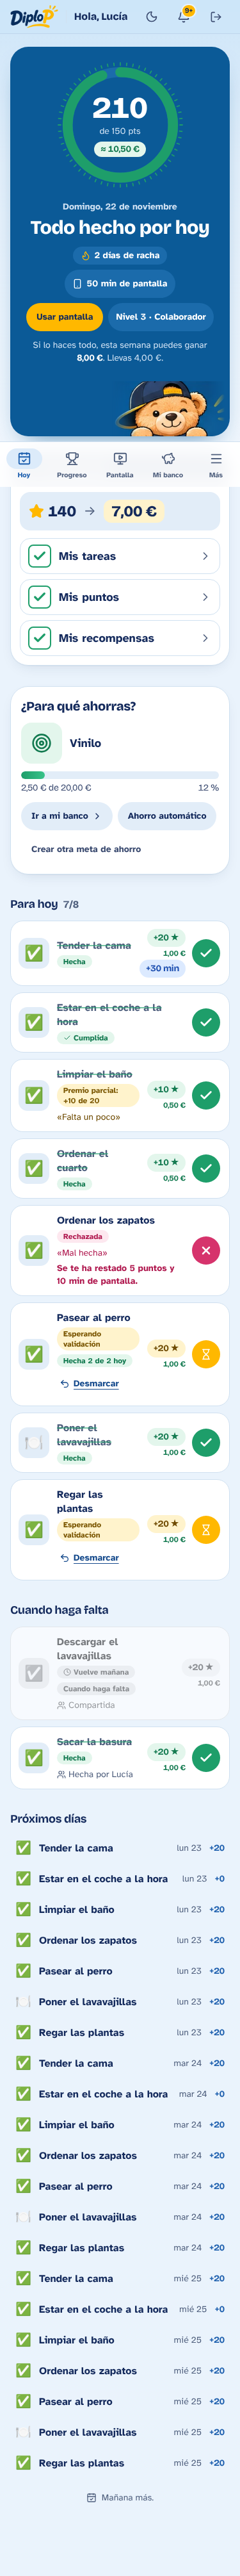 DiploP
Hola, Lucía
9+
210
de 150 pts
≈ 10,50 €
Domingo, 22 de noviembre
Todo hecho por hoy
2 días de racha
50 min de pantalla
Usar pantalla
Nivel 3 · Colaborador
Si lo haces todo, esta semana puedes ganar
8,00 €. Llevas 4,00 €.
Hoy
Progreso
Pantalla
Mi banco
Más
140
7,00 €
Mis tareas
Mis puntos
Mis recompensas
¿Para qué ahorras?
Vinilo
2,50 € de 20,00 €
12 %
Ir a mi banco
Ahorro automático
Crear otra meta de ahorro
Para hoy 7/8
Tender la cama
Hecha
+20 ★
1,00 €
+30 min
Estar en el coche a la
hora
Cumplida
Limpiar el baño
Premio parcial:
+10 de 20
«Falta un poco»
+10 ★
0,50 €
Ordenar el
cuarto
Hecha
+10 ★
0,50 €
Ordenar los zapatos
Rechazada
«Mal hecha»
Se te ha restado 5 puntos y
10 min de pantalla.
Pasear al perro
Esperando
validación
Hecha 2 de 2 hoy
Desmarcar
+20 ★
1,00 €
Poner el
lavavajillas
Hecha
+20 ★
1,00 €
Regar las
plantas
Esperando
validación
Desmarcar
+20 ★
1,00 €
Cuando haga falta
Descargar el
lavavajillas
Vuelve mañana
Cuando haga falta
Compartida
+20 ★
1,00 €
Sacar la basura
Hecha
Hecha por Lucía
+20 ★
1,00 €
Próximos días
Tender la cama lun 23 +20
Estar en el coche a la hora lun 23 +0
Limpiar el baño lun 23 +20
Ordenar los zapatos lun 23 +20
Pasear al perro lun 23 +20
Poner el lavavajillas lun 23 +20
Regar las plantas lun 23 +20
Tender la cama mar 24 +20
Estar en el coche a la hora mar 24 +0
Limpiar el baño mar 24 +20
Ordenar los zapatos mar 24 +20
Pasear al perro mar 24 +20
Poner el lavavajillas mar 24 +20
Regar las plantas mar 24 +20
Tender la cama mié 25 +20
Estar en el coche a la hora mié 25 +0
Limpiar el baño mié 25 +20
Ordenar los zapatos mié 25 +20
Pasear al perro mié 25 +20
Poner el lavavajillas mié 25 +20
Regar las plantas mié 25 +20
Mañana más.